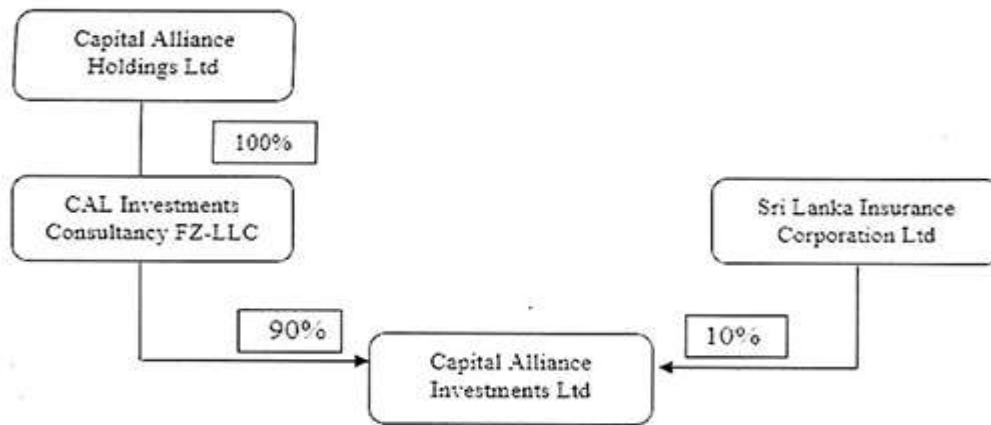 Capital Alliance
Holdings Ltd
100%
CAL Investments
Consultancy FZ-LLC
Sri Lanka Insurance
Corporation Ltd
90%
10%
Capital Alliance
Investments Ltd